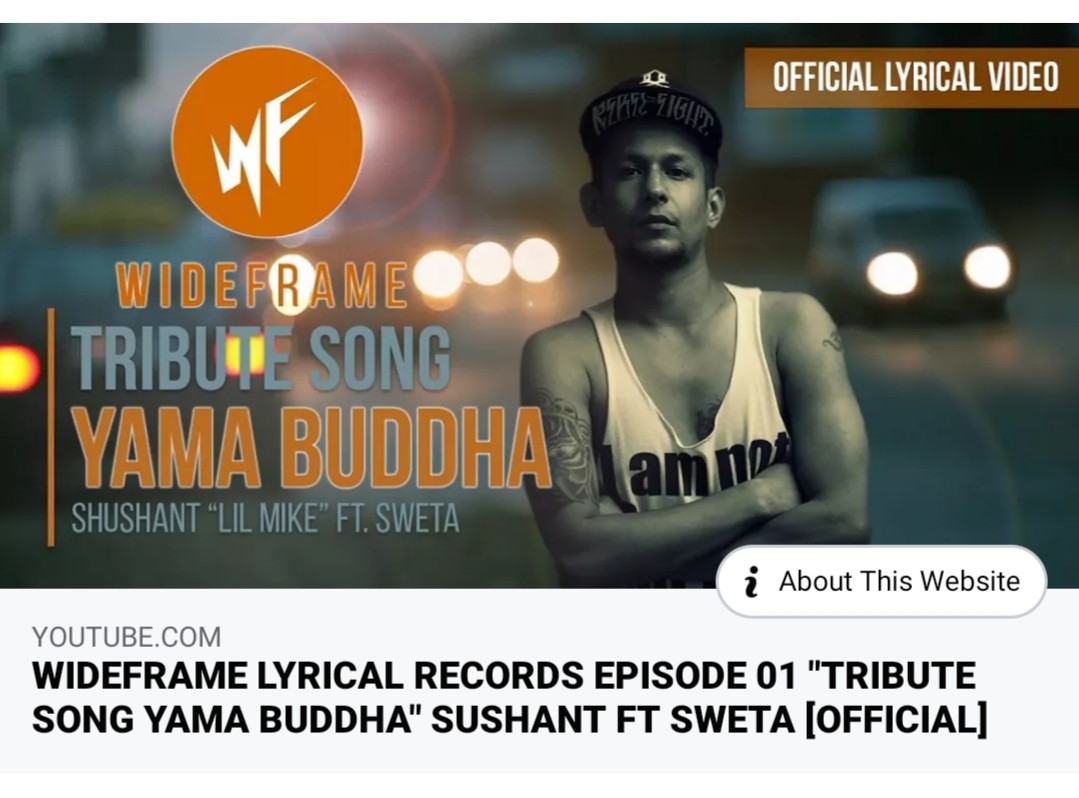 OFFICIAL LYRICAL VIDEO
WF
WIDEFRAME
TRIBUTE SONG
YAMA BUDDHA
SHUSHANT “LIL MIKE” FT. SWETA
I am not
i About This Website
YOUTUBE.COM
WIDEFRAME LYRICAL RECORDS EPISODE 01 "TRIBUTE
SONG YAMA BUDDHA" SUSHANT FT SWETA [OFFICIAL]